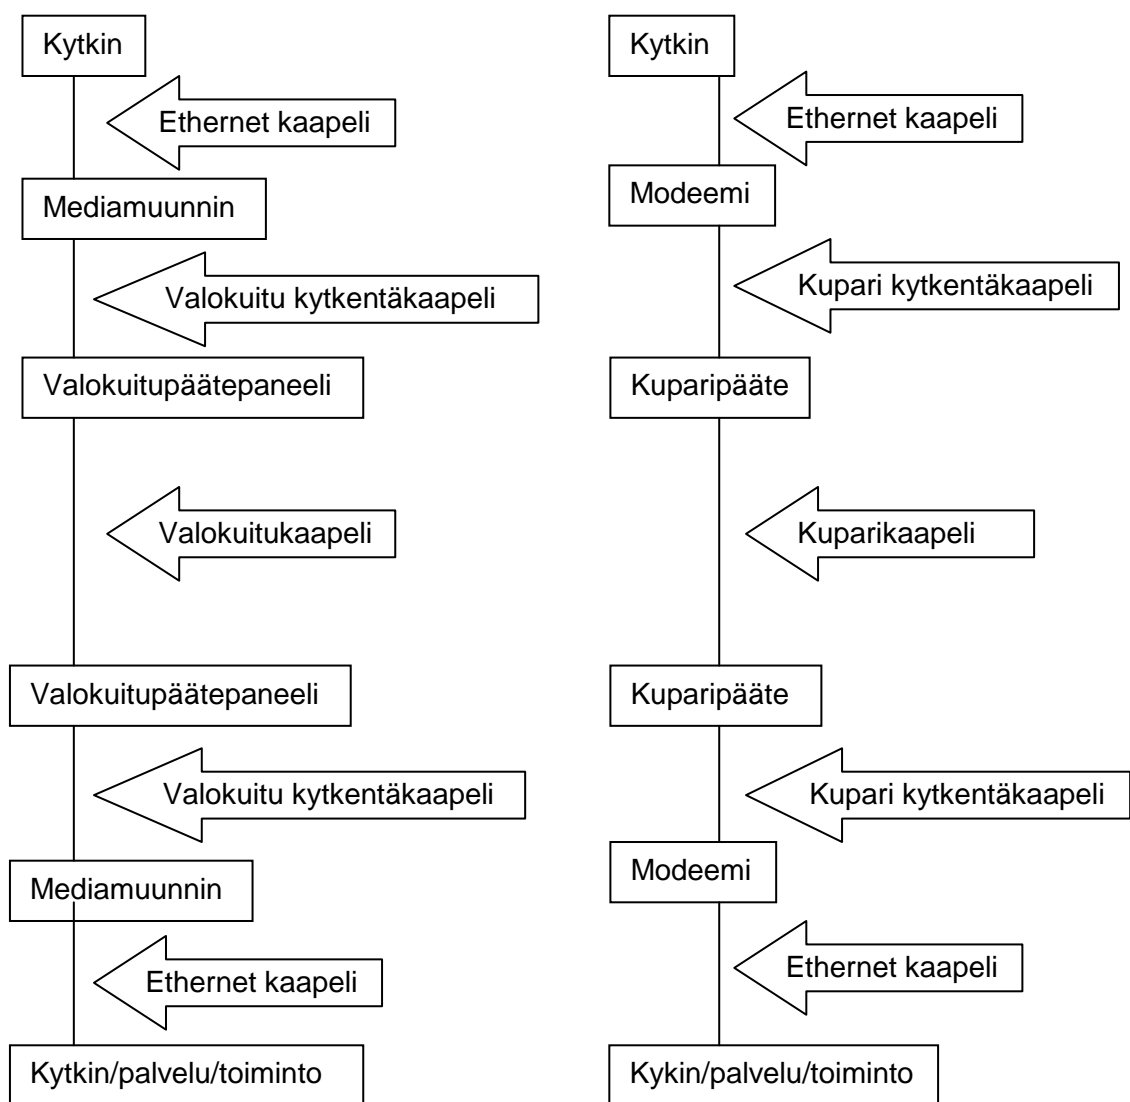 Kytkin
Ethernet kaapeli
Mediamuunnin
Valokuitu kytkentäkaapeli
Valokuitupäätepaneeli
Valokuitukaapeli
Valokuitupäätepaneeli
Valokuitu kytkentäkaapeli
Mediamuunnin
Ethernet kaapeli
Kytkin/palvelu/toiminto
Kytkin
Ethernet kaapeli
Modeemi
Kupari kytkentäkaapeli
Kuparipääte
Kuparikaapeli
Kuparipääte
Kupari kytkentäkaapeli
Modeemi
Ethernet kaapeli
Kykin/palvelu/toiminto